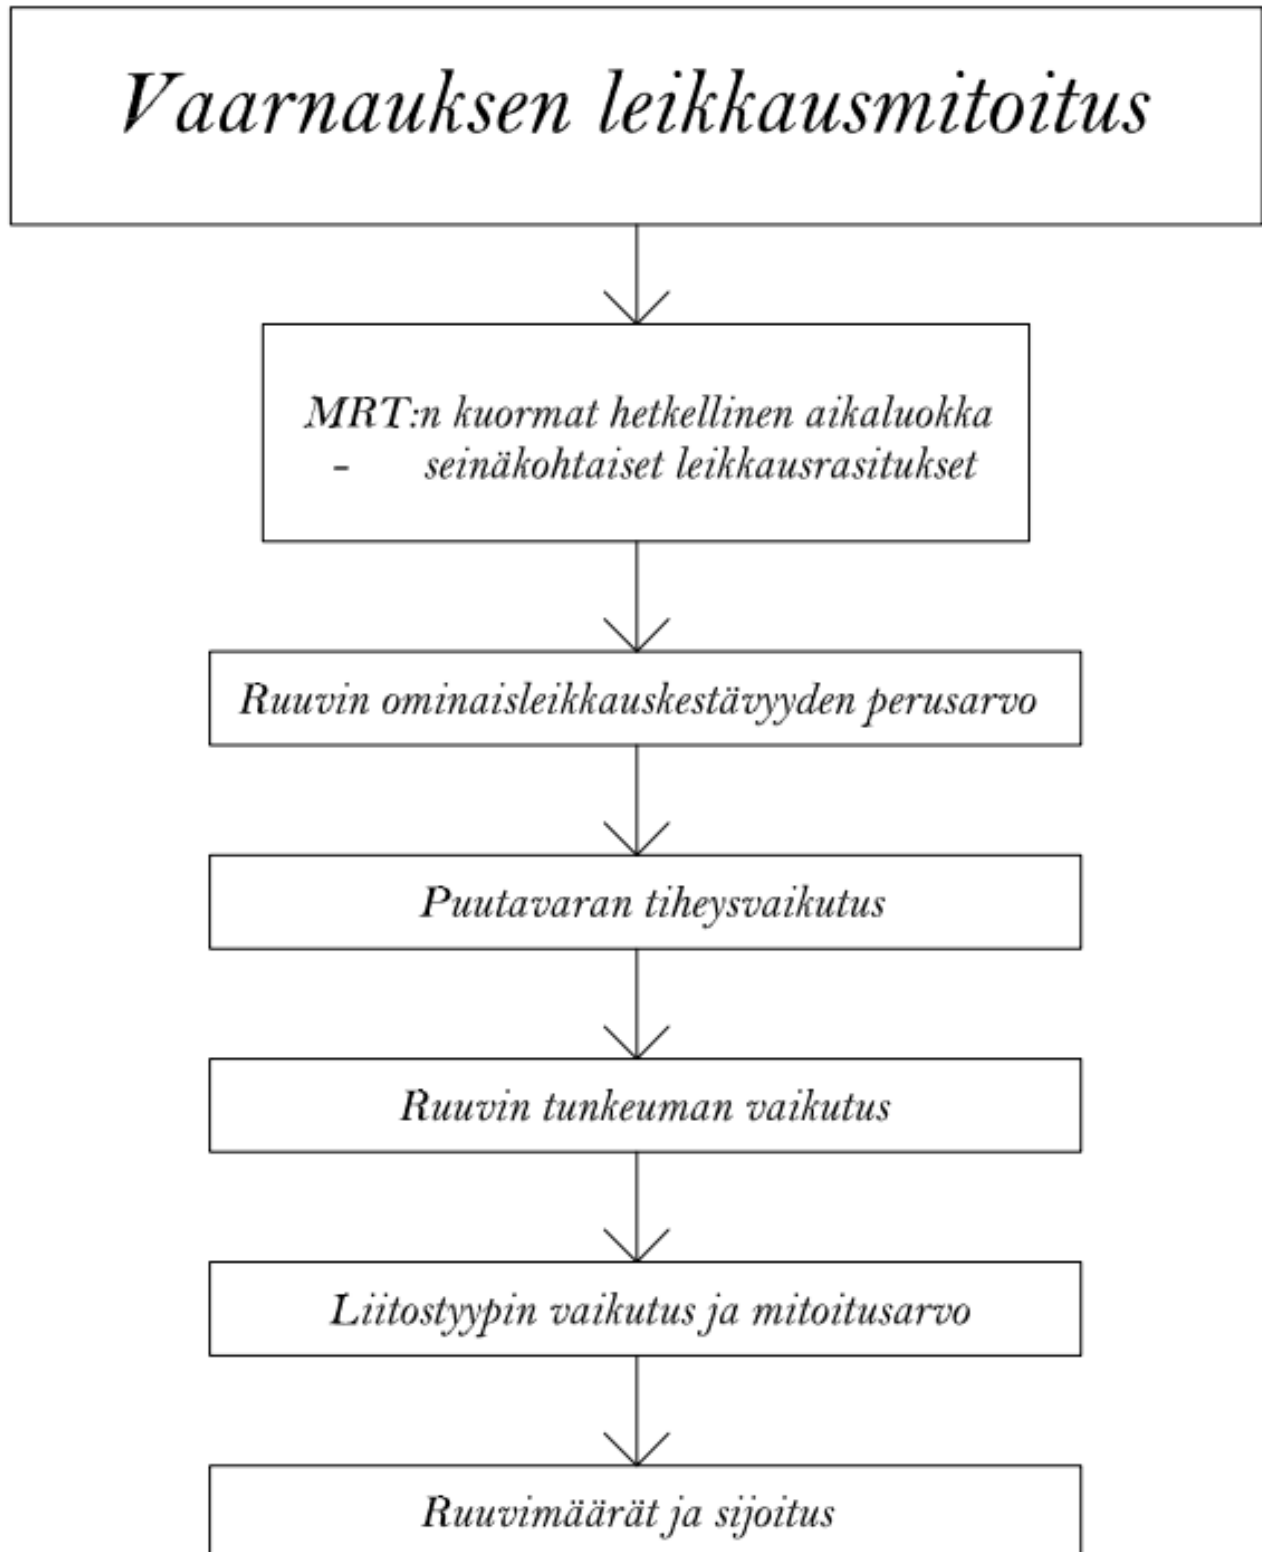 Vaarnauksen leikkausmitoitus
MRT:n kuormat hetkellinen aikaluokka
- seinäkohtaiset leikkausrasitukset
Ruuvin ominaisleikkauskestävyyden perusarvo
Puutavaran tiheysvaikutus
Ruuvin tunkeuman vaikutus
Liitostyypin vaikutus ja mitoitusarvo
Ruuvimäärät ja sijoitus